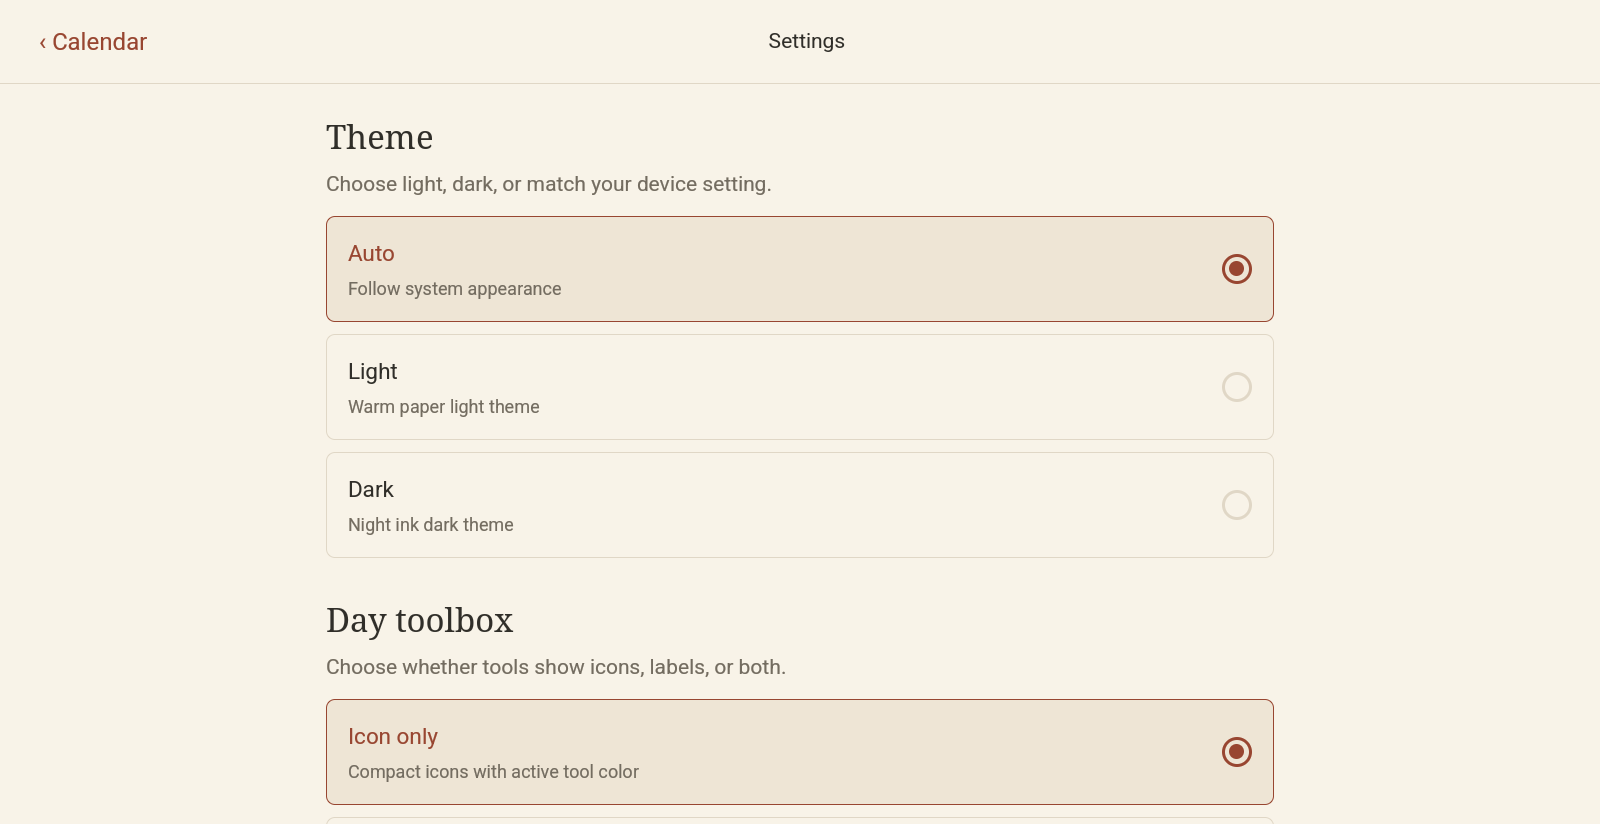 ‹ Calendar
Settings
Theme
Choose light, dark, or match your device setting.
Auto
Follow system appearance
Light
Warm paper light theme
Dark
Night ink dark theme
Day toolbox
Choose whether tools show icons, labels, or both.
Icon only
Compact icons with active tool color